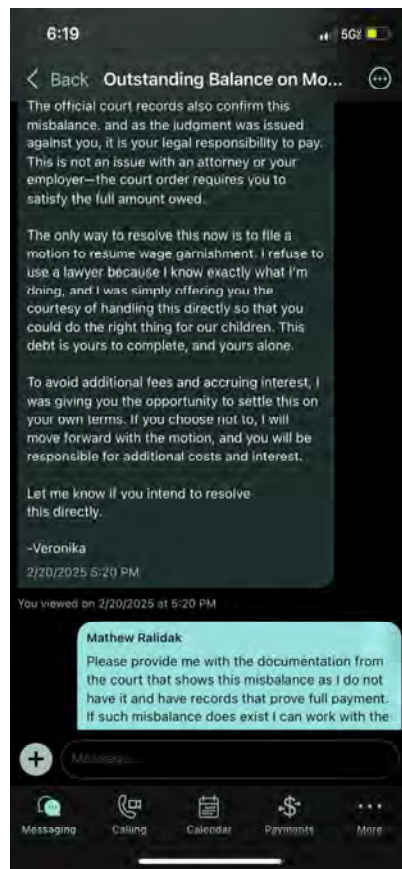 6:19
5G
Back Outstanding Balance on Mo...
The official court records also confirm this
misbalance. and as the judgment was issued
against you, it is your legal responsibility to pay.
This is not an issue with an attorney or your
employer—the court order requires you to
satisfy the full amount owed.
The only way to resolve this now is to file a
motion to resume wage garnishment. I refuse to
use a lawyer because I know exactly what I'm
doing, and I was simply offering you the
courtesy of handling this directly so that you
could do the right thing for our children. This
debt is yours to complete, and yours alone.
To avoid additional fees and accruing interest, I
was giving you the opportunity to settle this on
your own terms. If you choose not to, I will
move forward with the motion, and you will be
responsible for additional costs and interest.
Let me know if you intend to resolve
this directly.
-Veronika
2/20/2025 5:20 PM
You viewed on 2/20/2025 at 5:20 PM
Mathew Ralidak
Please provide me with the documentation from
the court that shows this misbalance as I do not
have it and have records that prove full payment.
If such misbalance does exist I can work with the
Message...
Messaging Calling Calendar Payments More